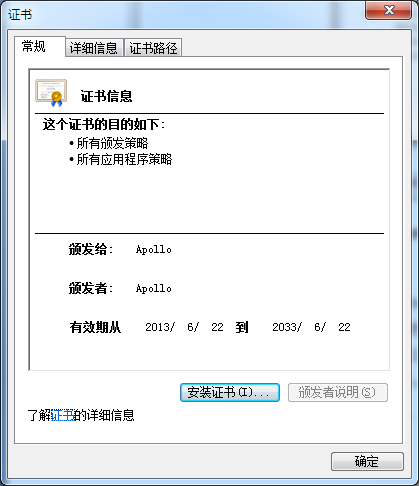 证书
常规 详细信息 证书路径
证书信息
这个证书的目的如下:
• 所有颁发策略
• 所有应用程序策略
颁发给: Apollo
颁发者: Apollo
有效期从 2013/ 6/ 22 到 2033/ 6/ 22
安装证书(I)... 颁发者说明(S)
了解证书的详细信息
确定